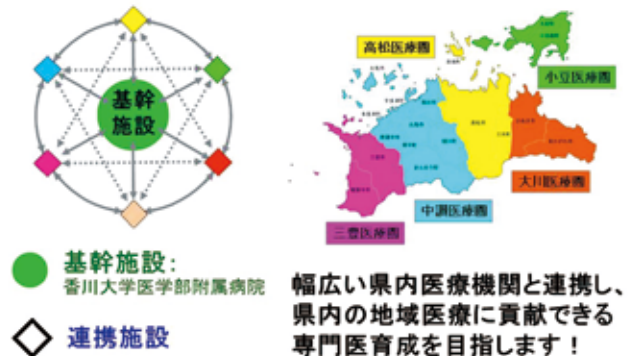 基幹
施設
高松医療圏
小豆医療圏
大川医療圏
中讃医療圏
三豊医療圏
基幹施設:
香川大学医学部附属病院
連携施設
幅広い県内医療機関と連携し、
県内の地域医療に貢献できる
専門医育成を目指します!